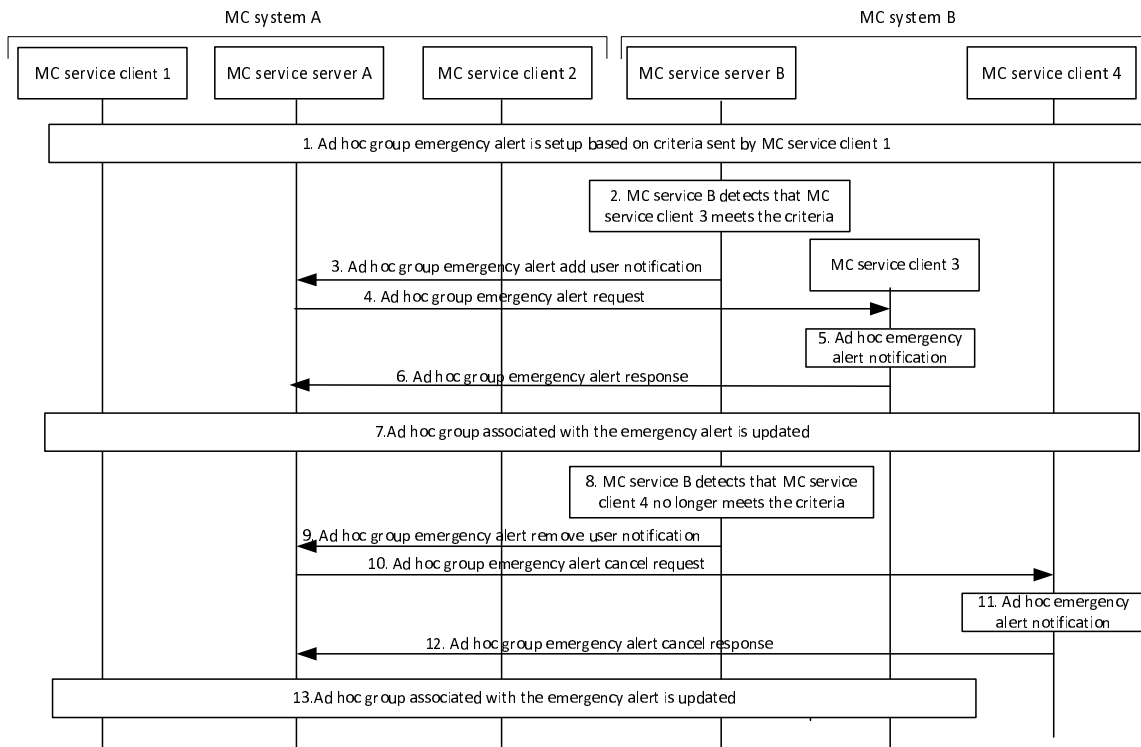 MC system A
MC system B
MC service client 1
MC service server A
MC service client 2
MC service server B
MC service client 4
1. Ad hoc group emergency alert is setup based on criteria sent by MC service client 1
2. MC service B detects that MC
service client 3 meets the criteria
MC service client 3
3. Ad hoc group emergency alert add user notification
4. Ad hoc group emergency alert request
5. Ad hoc emergency
alert notification
6. Ad hoc group emergency alert response
7.Ad hoc group associated with the emergency alert is updated
8. MC service B detects that MC service
client 4 no longer meets the criteria
9. Ad hoc group emergency alert remove user notification
10. Ad hoc group emergency alert cancel request
11. Ad hoc emergency
alert notification
12. Ad hoc group emergency alert cancel response
13.Ad hoc group associated with the emergency alert is updated